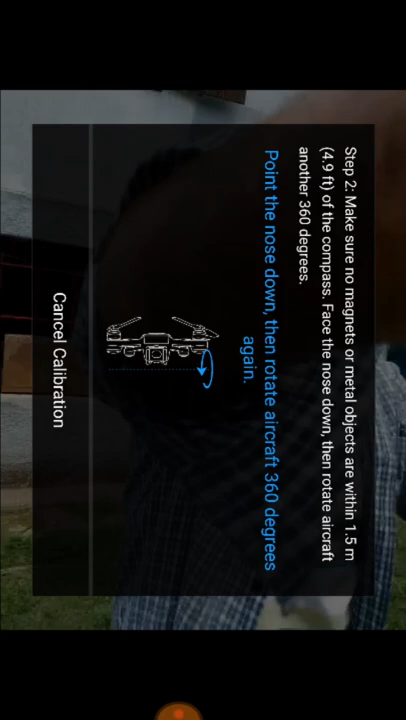 Step 2: Make sure no magnets or metal objects are within 1.5 m
(4.9 ft) of the compass. Face the nose down, then rotate aircraft
another 360 degrees.
Point the nose down, then rotate aircraft 360 degrees
again.
Cancel Calibration